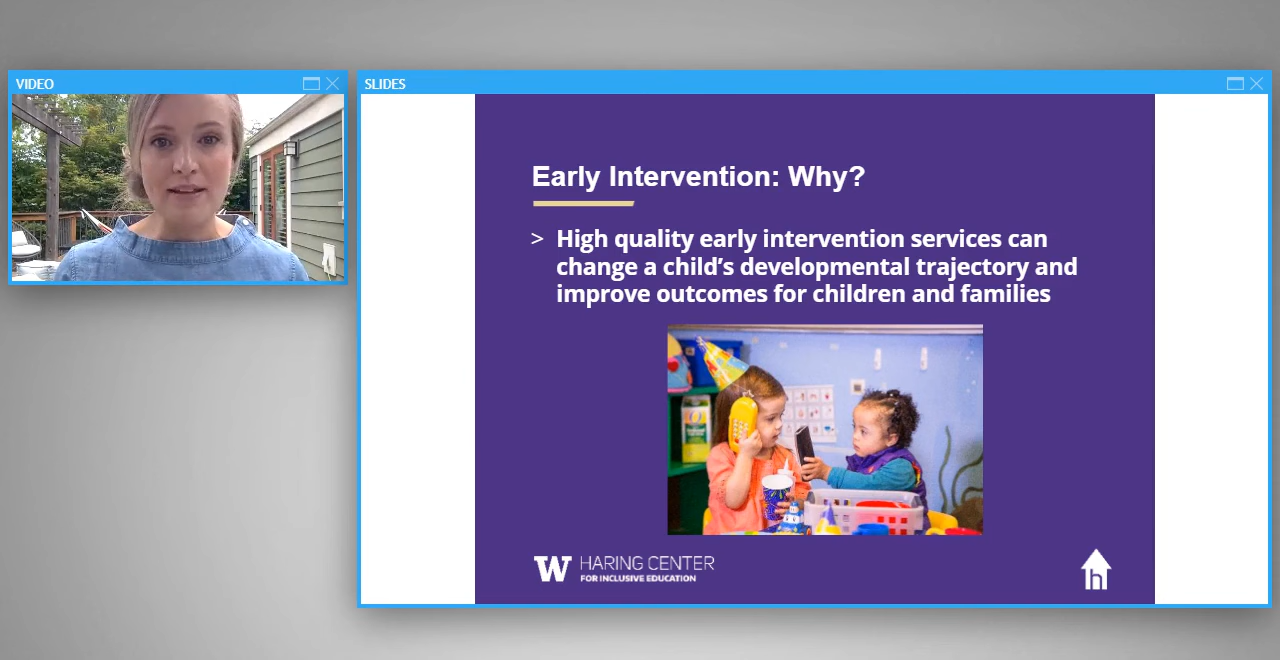 VIDEO
SLIDES
Early Intervention: Why?
> High quality early intervention services can
change a child’s developmental trajectory and
improve outcomes for children and families
W HARING CENTER
FOR INCLUSIVE EDUCATION
h